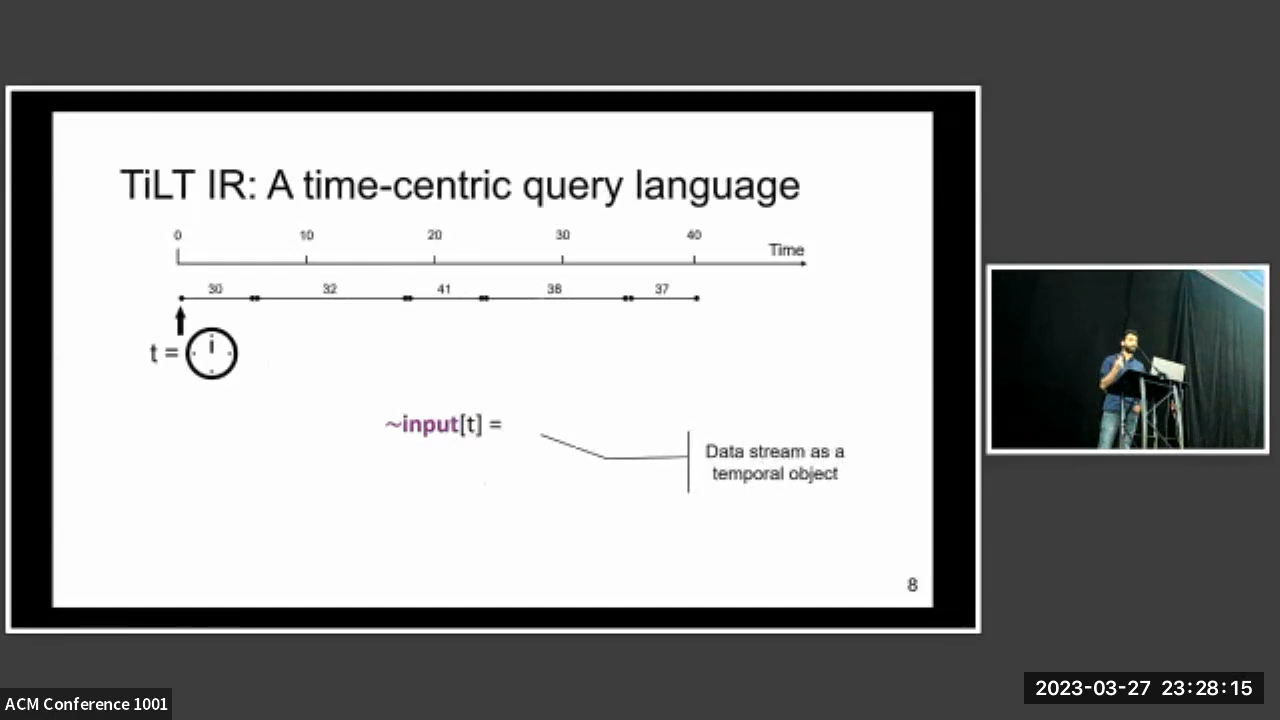 TiLT IR: A time-centric query language
0 10 20 30 40
Time
30 32 41 38 37
t =
~input[t] =
Data stream as a
temporal object
8
ACM Conference 1001
2023-03-27 23:28:15